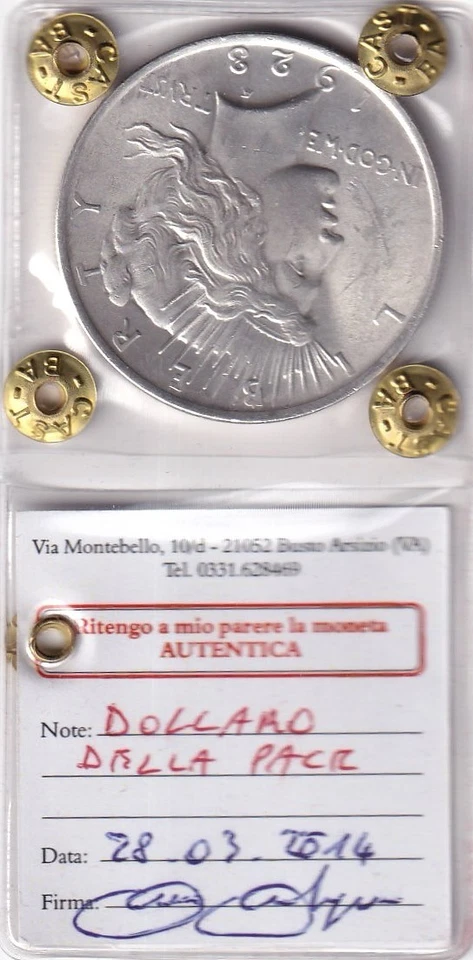 CAST-BA
CAST-BA
LIBERTY
IN·GOD·WE
TRVST
1923
CAST-BA
CAST-BA
Via Montebello, 10/d - 21052 Busto Arsizio (VA)
Tel. 0331.628469
Ritengo a mio parere la moneta
AUTENTICA
Note: DOLLARO
DELLA PACE
Data: 28.03.2014
Firma: